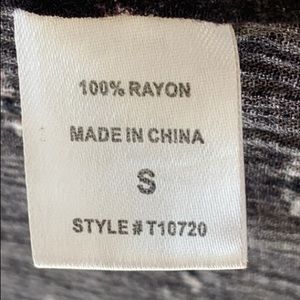 100% RAYON
MADE IN CHINA
S
STYLE # T10720